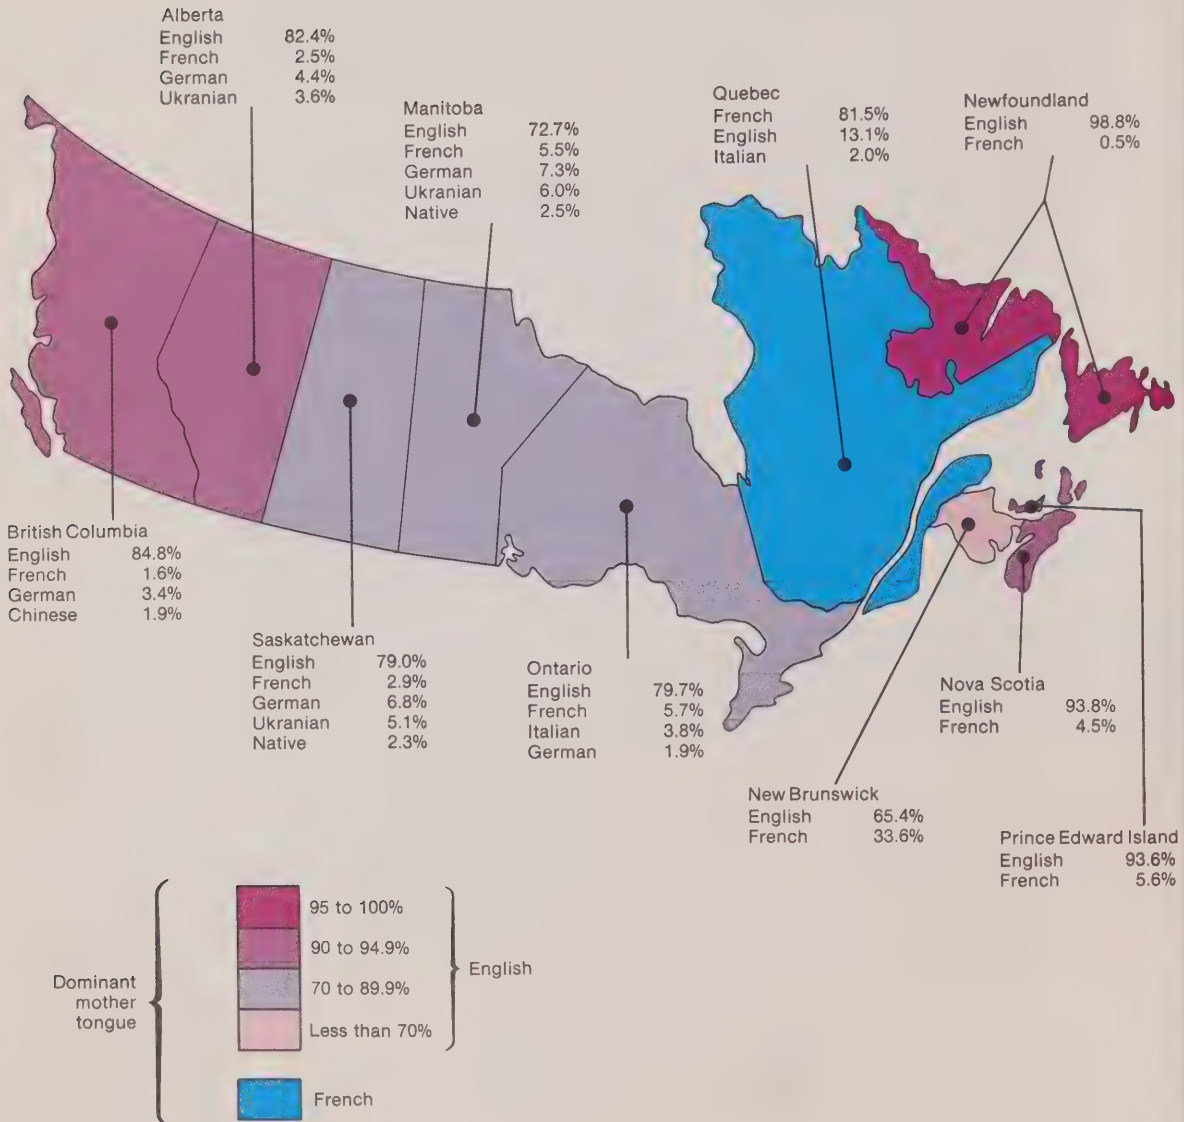 Alberta
English 82.4%
French 2.5%
German 4.4%
Ukranian 3.6%
Manitoba
English 72.7%
French 5.5%
German 7.3%
Ukranian 6.0%
Native 2.5%
Quebec
French 81.5%
English 13.1%
Italian 2.0%
Newfoundland
English 98.8%
French 0.5%
British Columbia
English 84.8%
French 1.6%
German 3.4%
Chinese 1.9%
Saskatchewan
English 79.0%
French 2.9%
German 6.8%
Ukranian 5.1%
Native 2.3%
Ontario
English 79.7%
French 5.7%
Italian 3.8%
German 1.9%
Nova Scotia
English 93.8%
French 4.5%
New Brunswick
English 65.4%
French 33.6%
Prince Edward Island
English 93.6%
French 5.6%
Dominant
mother
tongue
95 to 100%
90 to 94.9%
70 to 89.9%
Less than 70%
English
French